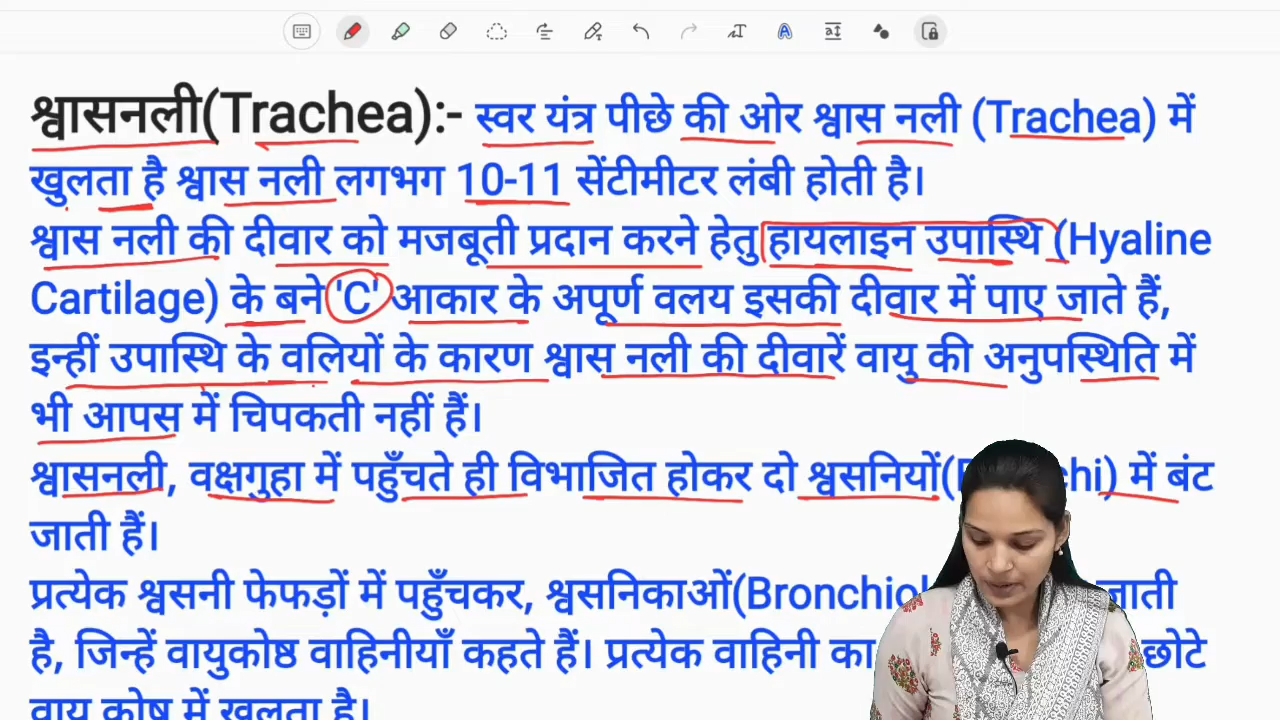 श्वासनली(Trachea):- स्वर यंत्र पीछे की ओर श्वास नली (Trachea) में
खुलता है श्वास नली लगभग 10-11 सेंटीमीटर लंबी होती है।
श्वास नली की दीवार को मजबूती प्रदान करने हेतु हायलाइन उपास्थि (Hyaline
Cartilage) के बने 'C' आकार के अपूर्ण वलय इसकी दीवार में पाए जाते हैं,
इन्हीं उपास्थि के वलियों के कारण श्वास नली की दीवारें वायु की अनुपस्थिति में
भी आपस में चिपकती नहीं हैं।
श्वासनली, वक्षगुहा में पहुँचते ही विभाजित होकर दो श्वसनियों( ) में बंट
जाती हैं।
प्रत्येक श्वसनी फेफड़ों में पहुँचकर, श्वसनिकाओं( जाती
है, जिन्हें वायुकोष्ठ वाहिनीयाँ कहते हैं। प्रत्येक वाहिनी का छोटे
वायु कोष में खुलता है।